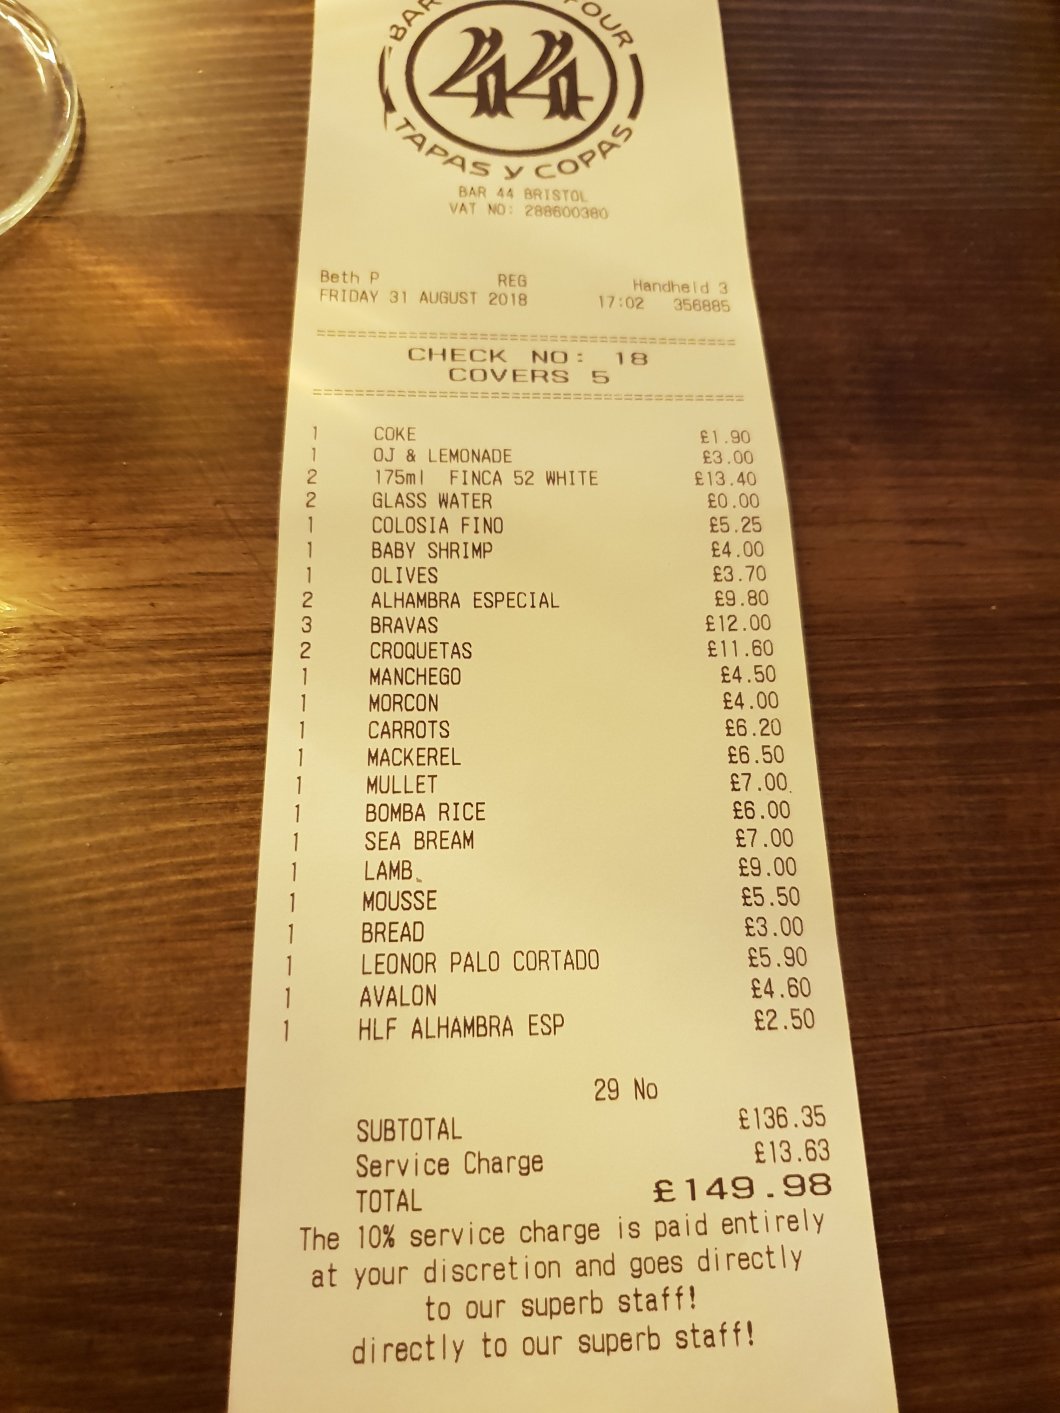 BAR FOUR
44
TAPAS Y COPAS
BAR 44 BRISTOL
VAT NO: 288600380
Beth P REG Handheld 3
FRIDAY 31 AUGUST 2018 17:02 356885
========================================
CHECK NO: 18
COVERS 5
========================================
1 COKE £1.90
1 OJ & LEMONADE £3.00
2 175ml FINCA 52 WHITE £13.40
2 GLASS WATER £0.00
1 COLOSIA FINO £5.25
1 BABY SHRIMP £4.00
1 OLIVES £3.70
2 ALHAMBRA ESPECIAL £9.80
3 BRAVAS £12.00
2 CROQUETAS £11.60
1 MANCHEGO £4.50
1 MORCON £4.00
1 CARROTS £6.20
1 MACKEREL £6.50
1 MULLET £7.00
1 BOMBA RICE £6.00
1 SEA BREAM £7.00
1 LAMB £9.00
1 MOUSSE £5.50
1 BREAD £3.00
1 LEONOR PALO CORTADO £5.90
1 AVALON £4.60
1 HLF ALHAMBRA ESP £2.50
29 No
SUBTOTAL £136.35
Service Charge £13.63
TOTAL £149.98
The 10% service charge is paid entirely
at your discretion and goes directly
to our superb staff!
directly to our superb staff!